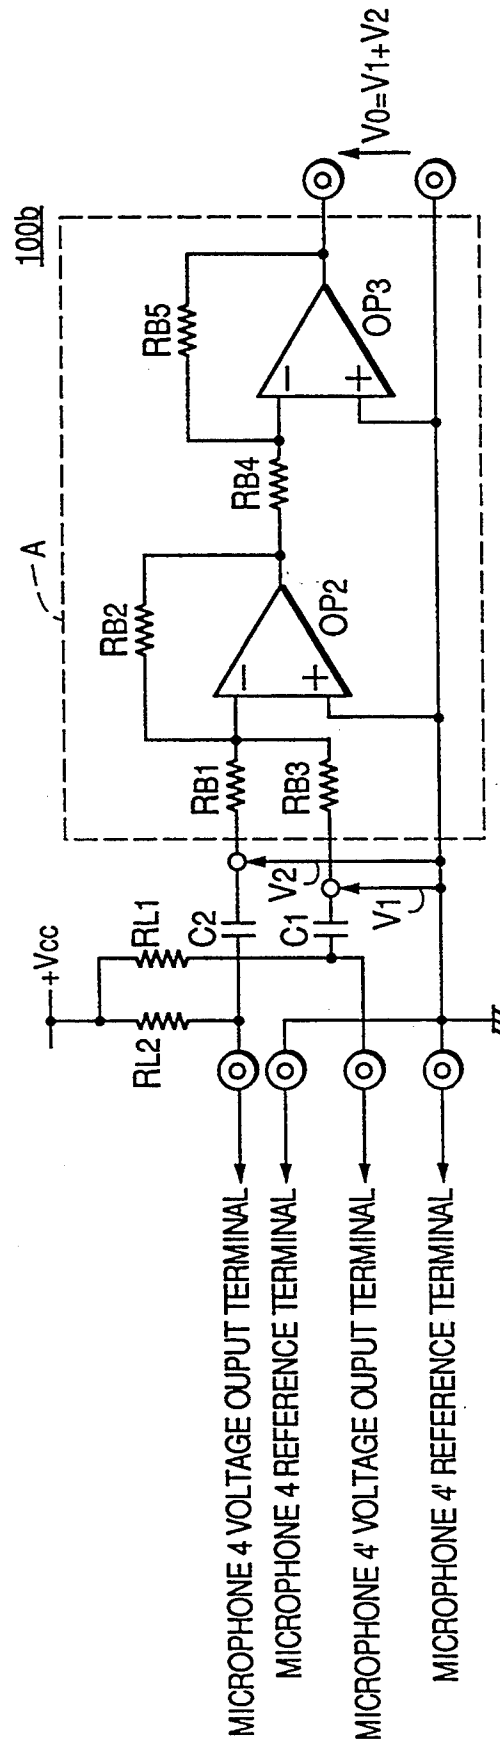 100b
A
+Vcc
RL2
RL1
C2
C1
V2
V1
RB1
RB3
RB2
−
+
OP2
RB4
RB5
−
+
OP3
V0=V1+V2
MICROPHONE 4 VOLTAGE OUPUT TERMINAL
MICROPHONE 4 REFERENCE TERMINAL
MICROPHONE 4' VOLTAGE OUPUT TERMINAL
MICROPHONE 4' REFERENCE TERMINAL